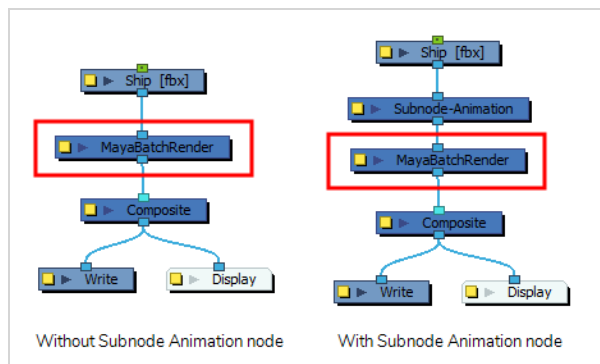 Ship [fbx]
MayaBatchRender
Composite
Write
Display
Without Subnode Animation node
Ship [fbx]
Subnode-Animation
MayaBatchRender
Composite
Write
Display
With Subnode Animation node